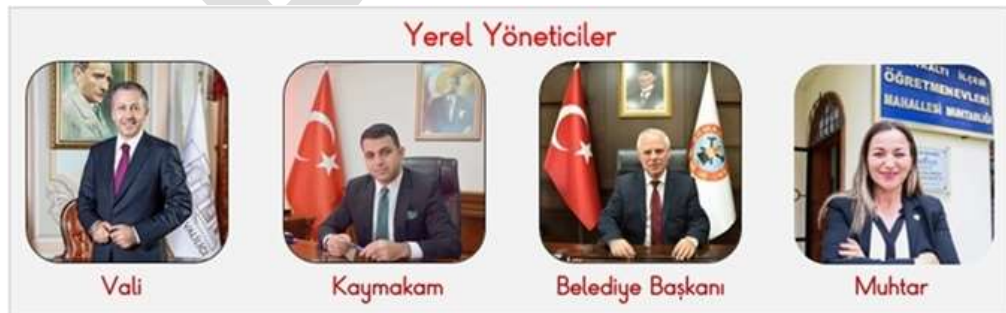 Yerel Yöneticiler
ÖĞRETMENEVLERİ
MAHALLESİ MUHTARLIĞI
Vali
Kaymakam
Belediye Başkanı
Muhtar